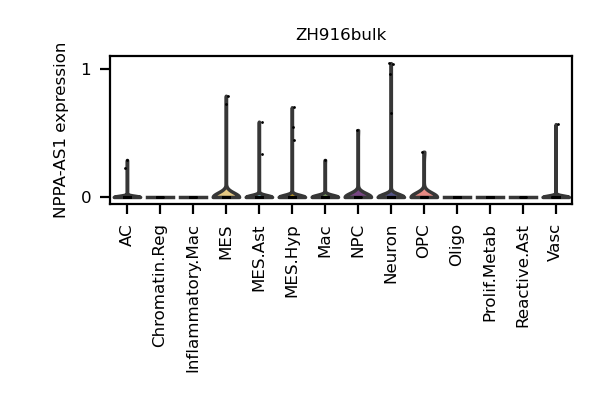 ZH916bulk
NPPA-AS1 expression
1
0
AC
Chromatin.Reg
Inflammatory.Mac
MES
MES.Ast
MES.Hyp
Mac
NPC
Neuron
OPC
Oligo
Prolif.Metab
Reactive.Ast
Vasc